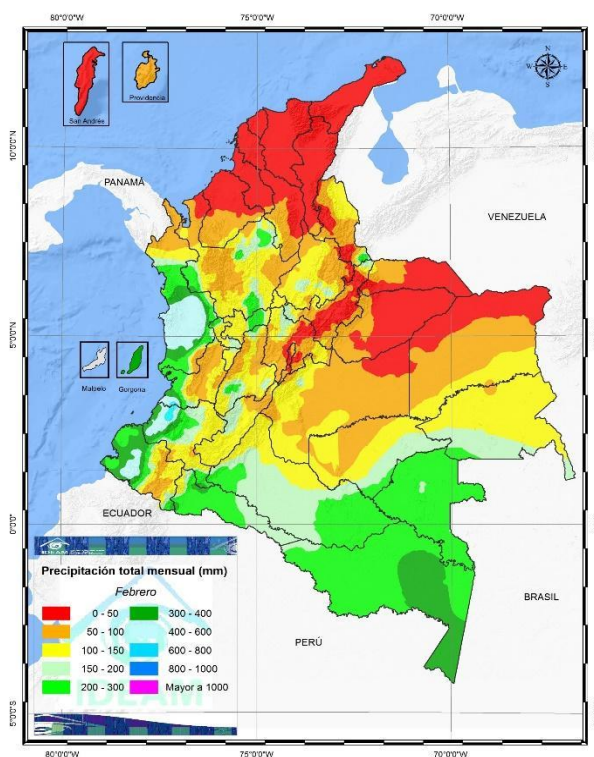 80°0'0"W 75°0'0"W 70°0'0"W
N
W E
S
San Andrés
Providencia
10°0'0"N
PANAMÁ
VENEZUELA
5°0'0"N
Malpelo
Gorgona
ECUADOR
0°0'0"
IDEAM
Precipitación total mensual (mm)
Febrero
0 - 50 300 - 400
50 - 100 400 - 600
100 - 150 600 - 800
150 - 200 800 - 1000
200 - 300 Mayor a 1000
IDEAM
BRASIL
PERÚ
5°0'0"S
80°0'0"W 75°0'0"W 70°0'0"W